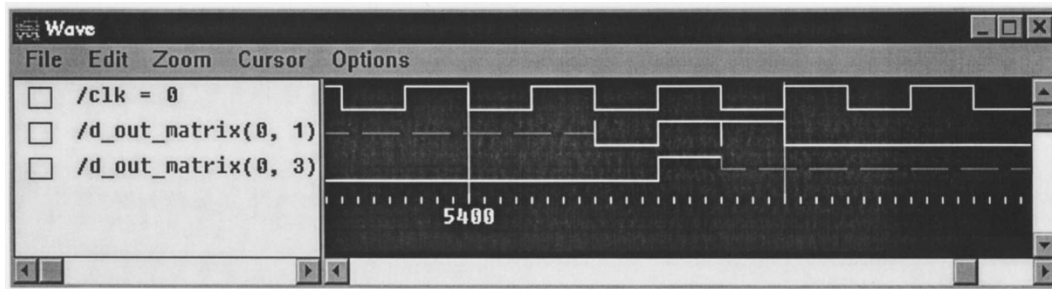 Wave
File Edit Zoom Cursor Options
/clk = 0
/d_out_matrix(0, 1)
/d_out_matrix(0, 3)
5400